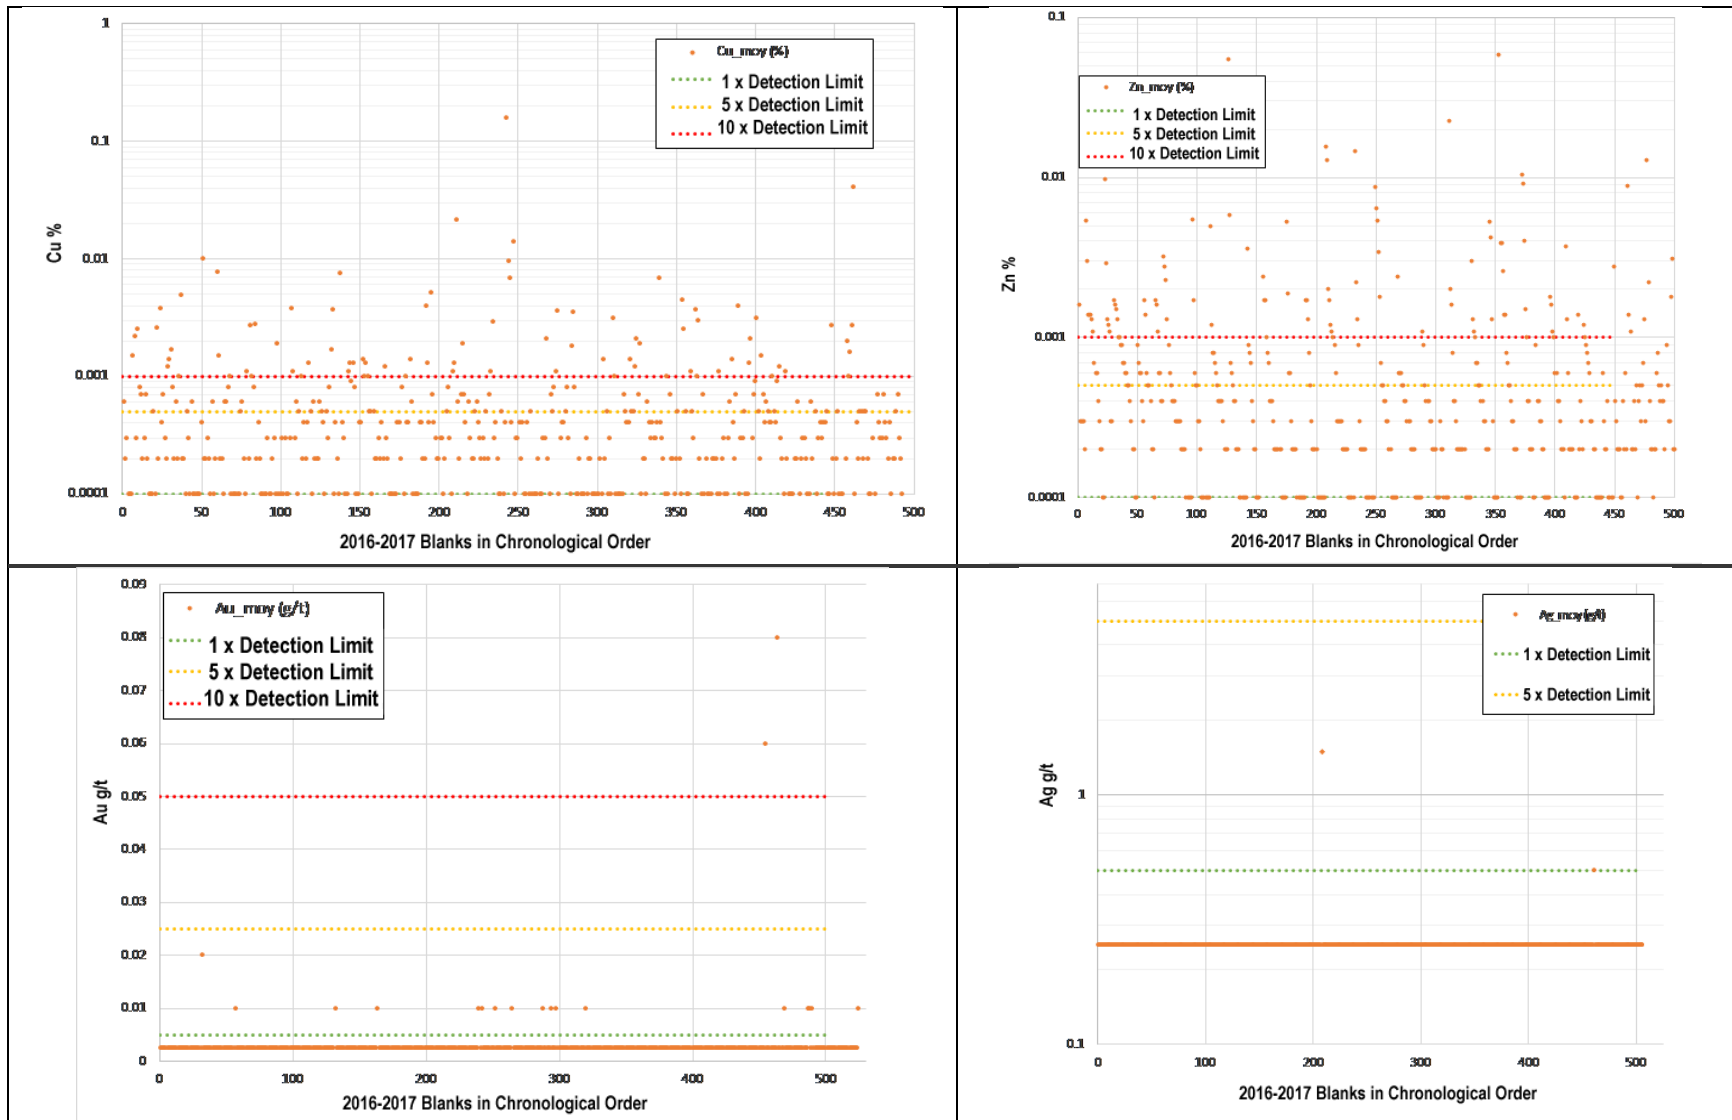 1
0.1
0.01
0.001
0.0001
Cu %
Cu_moy (%)
1 x Detection Limit
5 x Detection Limit
10 x Detection Limit
0 50 100 150 200 250 300 350 400 450 500
2016-2017 Blanks in Chronological Order
0.1
0.01
0.001
0.0001
Zn %
Zn_moy (%)
1 x Detection Limit
5 x Detection Limit
10 x Detection Limit
0 50 100 150 200 250 300 350 400 450 500
2016-2017 Blanks in Chronological Order
0.09
0.08
0.07
0.06
0.05
0.04
0.03
0.02
0.01
0
Au g/t
Au_moy (g/t)
1 x Detection Limit
5 x Detection Limit
10 x Detection Limit
0 100 200 300 400 500
2016-2017 Blanks in Chronological Order
1
0.1
Ag g/t
Ag_moy (g/t)
1 x Detection Limit
5 x Detection Limit
0 100 200 300 400 500
2016-2017 Blanks in Chronological Order